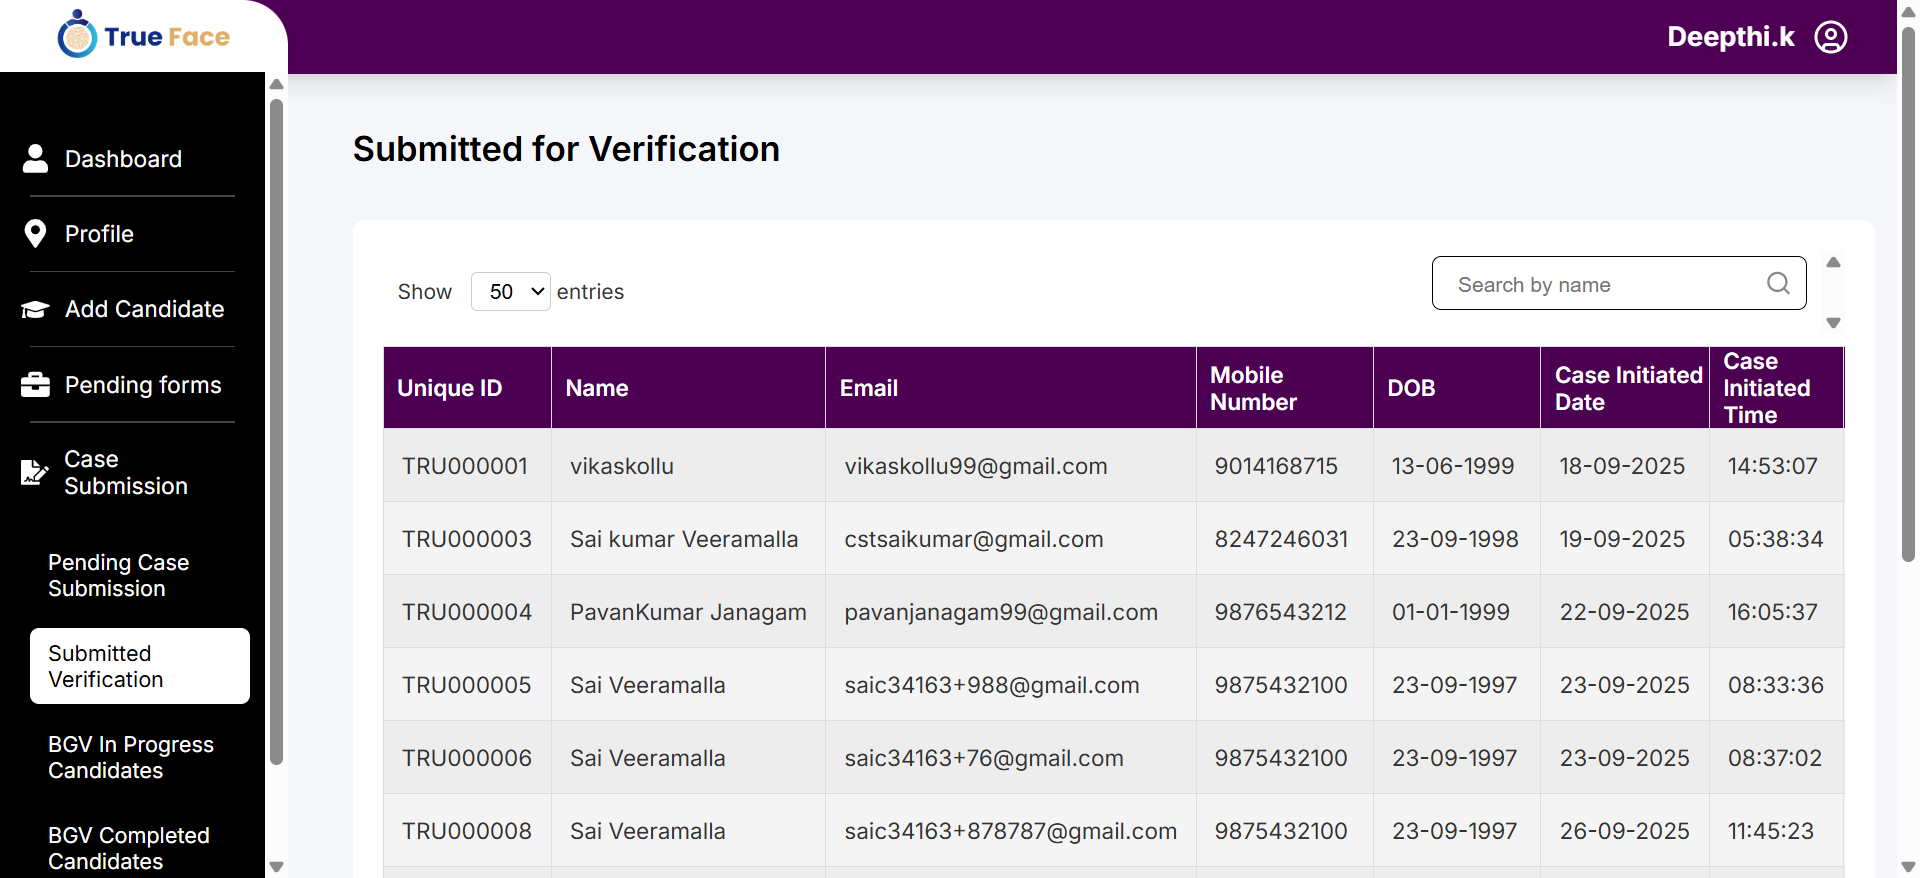 True Face
Deepthi.k
Dashboard
Profile
Add Candidate
Pending forms
Case
Submission
Pending Case
Submission
Submitted
Verification
BGV In Progress
Candidates
BGV Completed
Candidates
Submitted for Verification
Show 50 entries
Search by name
Unique ID Name Email Mobile Number DOB Case Initiated Date Case Initiated Time
TRU000001 vikaskollu vikaskollu99@gmail.com 9014168715 13-06-1999 18-09-2025 14:53:07
TRU000003 Sai kumar Veeramalla cstsaikumar@gmail.com 8247246031 23-09-1998 19-09-2025 05:38:34
TRU000004 PavanKumar Janagam pavanjanagam99@gmail.com 9876543212 01-01-1999 22-09-2025 16:05:37
TRU000005 Sai Veeramalla saic34163+988@gmail.com 9875432100 23-09-1997 23-09-2025 08:33:36
TRU000006 Sai Veeramalla saic34163+76@gmail.com 9875432100 23-09-1997 23-09-2025 08:37:02
TRU000008 Sai Veeramalla saic34163+878787@gmail.com 9875432100 23-09-1997 26-09-2025 11:45:23